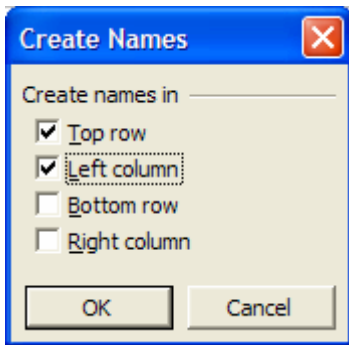 Create Names
Create names in
Top row
Left column
Bottom row
Right column
OK Cancel